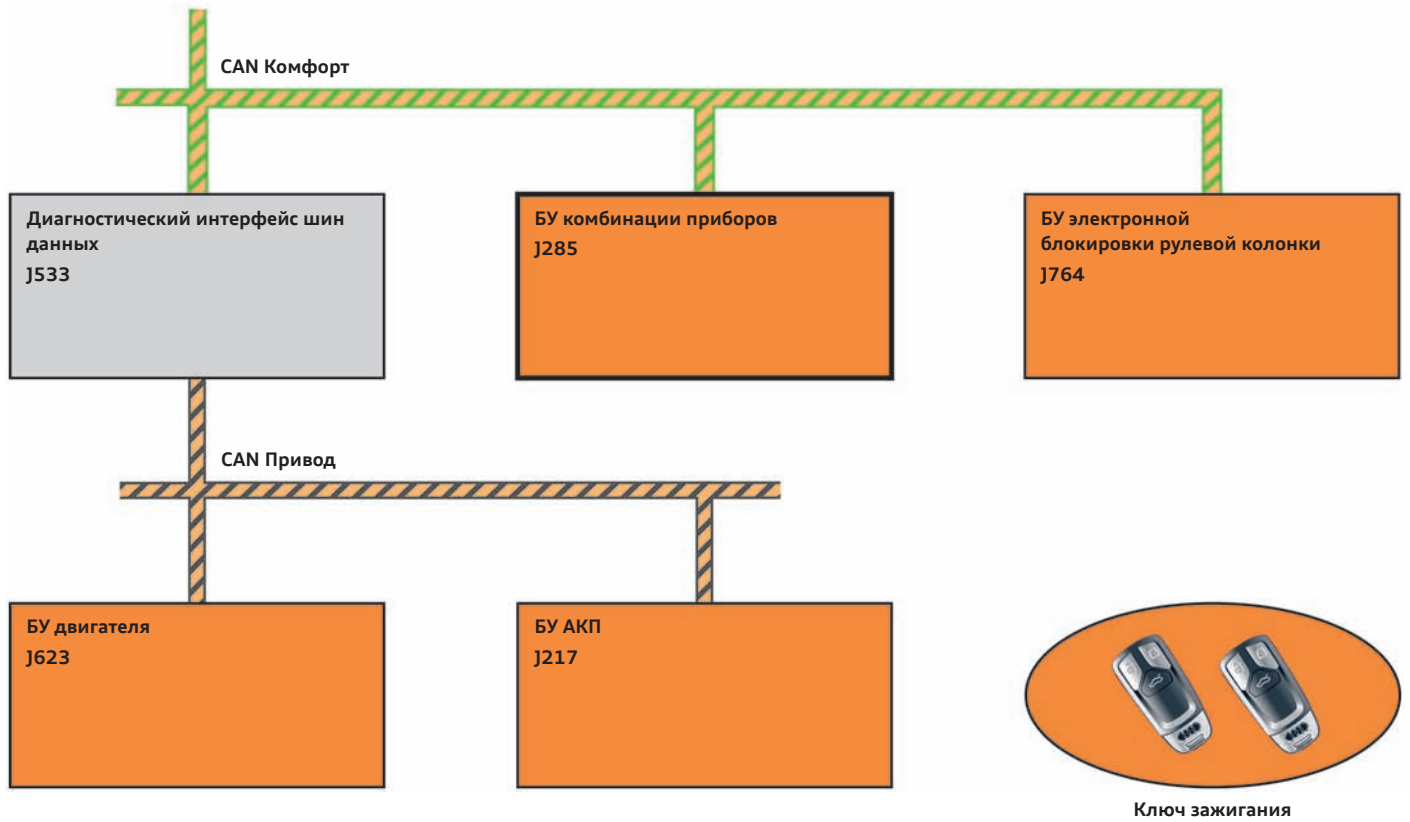 CAN Комфорт
Диагностический интерфейс шин
данных
J533
БУ комбинации приборов
J285
БУ электронной
блокировки рулевой колонки
J764
CAN Привод
БУ двигателя
J623
БУ АКП
J217
Ключ зажигания